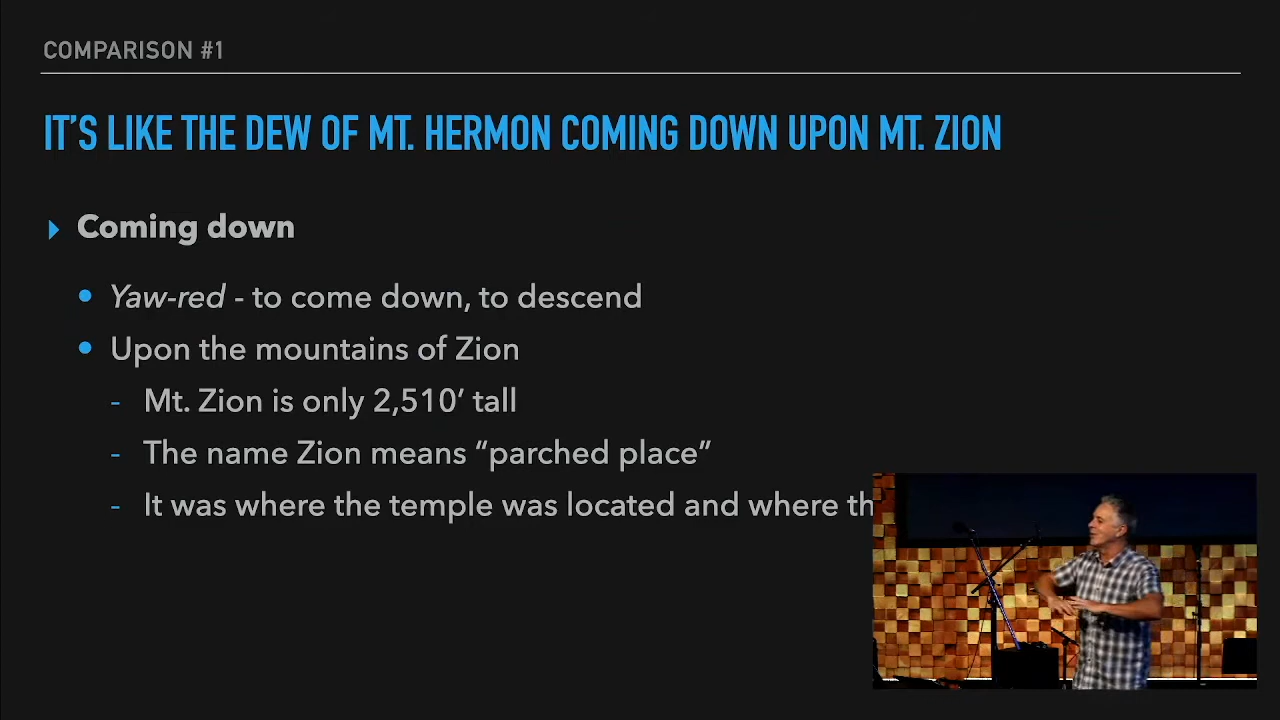 COMPARISON #1
IT'S LIKE THE DEW OF MT. HERMON COMING DOWN UPON MT. ZION
Coming down
Yaw-red - to come down, to descend
Upon the mountains of Zion
- Mt. Zion is only 2,510′ tall
- The name Zion means “parched place”
- It was where the temple was located and where th